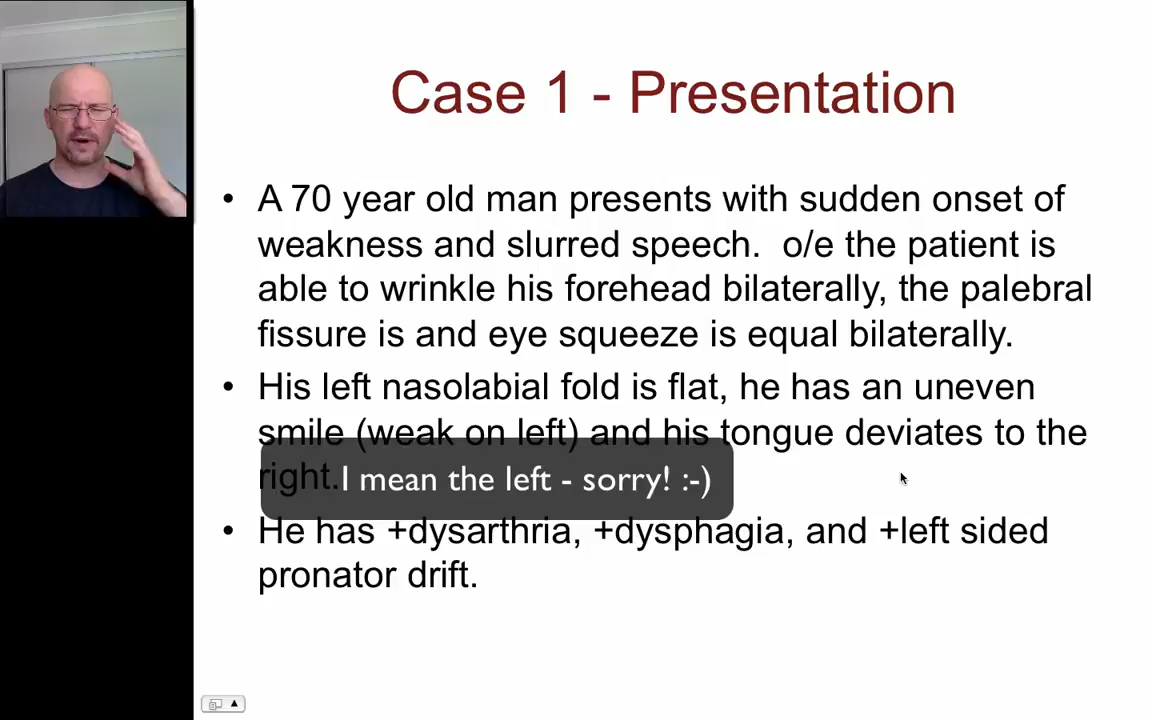 Case 1 - Presentation
• A 70 year old man presents with sudden onset of
weakness and slurred speech.  o/e the patient is
able to wrinkle his forehead bilaterally, the palebral
fissure is and eye squeeze is equal bilaterally.
• His left nasolabial fold is flat, he has an uneven
smile (weak on left) and his tongue deviates to the
right.
I mean the left - sorry! :-)
• He has +dysarthria, +dysphagia, and +left sided
pronator drift.